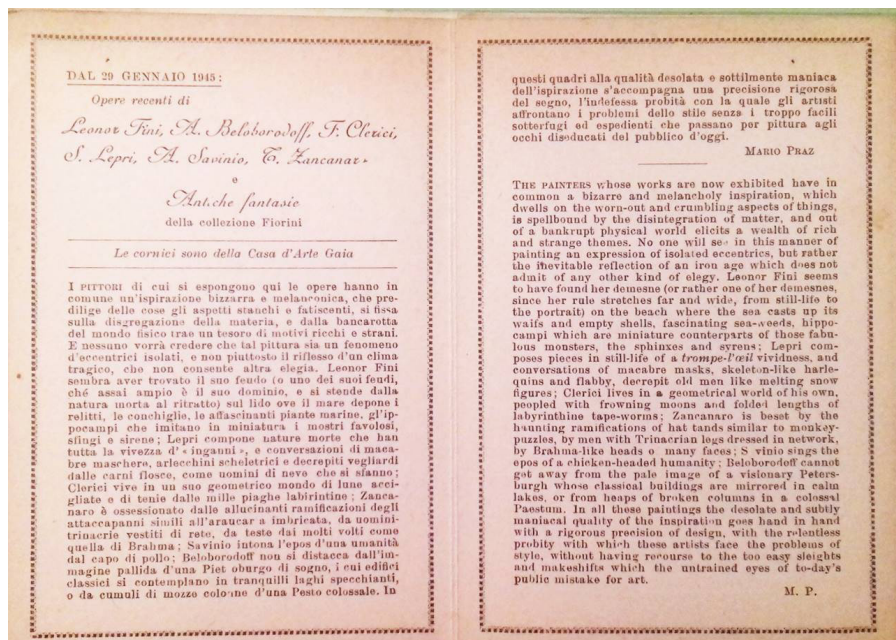 DAL 29 GENNAIO 1945:
Opere recenti di
Leonor Fini, A. Beloborodoff, F. Clerici,
S. Lepri, A. Savinio, C. Zancanar
e
Antiche fantasie
della collezione Fiorini
Le cornici sono della Casa d'Arte Gaia
I PITTORI di cui si espongono qui le opere hanno in
comune un'ispirazione bizzarra e melanconica, che pre-
dilige delle cose gli aspetti stanchi e fatiscenti, si fissa
sulla disgregazione della materia, e dalla bancarotta
del mondo fisico trae un tesoro di motivi ricchi e strani.
E nessuno vorrà credere che tal pittura sia un fenomeno
d'eccentrici isolati, e non piuttosto il riflesso d'un clima
tragico, che non consente altra elegia. Leonor Fini
sembra aver trovato il suo feudo (o uno dei suoi feudi,
ché assai ampio è il suo dominio, e si stende dalla
natura morta al ritratto) sul lido ove il mare depone i
relitti, le conchiglie, le affascinanti piante marine, gl'ip-
pocampi che imitano in miniatura i mostri favolosi,
sfingi e sirene; Lepri compone nature morte che han
tutta la vivezza d' « inganni », e conversazioni di maca-
bre maschere, arlecchini scheletrici e decrepiti vegliardi
dalle carni flosce, come uomini di neve che si sfanno;
Clerici vive in un suo geometrico mondo di lune acci-
gliate e di tenie dalle mille piaghe labirintine; Zanca-
naro è ossessionato dalle allucinanti ramificazioni degli
attaccapanni simili all'araucar a imbricata, da uomini-
trinacrie vestiti di rete, da teste dai molti volti come
quella di Brahma; Savinio intona l'epos d'una umanità
dal capo di pollo; Beloborodoff non si distacca dall'im-
magine pallida d'una Piet oburgo di sogno, i cui edifici
classici si contemplano in tranquilli laghi specchianti,
o da cumuli di mozze colonne d'una Pesto colossale. In
questi quadri alla qualità desolata e sottilmente maniaca
dell'ispirazione s'accompagna una precisione rigorosa
del segno, l'indefessa probità con la quale gli artisti
affrontano i problemi dello stile senza i troppo facili
sotterfugi ed espedienti che passano per pittura agli
occhi diseducati del pubblico d'oggi.
MARIO PRAZ
THE PAINTERS whose works are now exhibited have in
common a bizarre and melancholy inspiration, which
dwells on the worn-out and crumbling aspects of things,
is spellbound by the disintegration of matter, and out
of a bankrupt physical world elicits a wealth of rich
and strange themes. No one will see in this manner of
painting an expression of isolated eccentrics, but rather
the inevitable reflection of an iron age which does not
admit of any other kind of elegy. Leonor Fini seems
to have found her demesne (or rather one of her demesnes,
since her rule stretches far and wide, from still-life to
the portrait) on the beach where the sea casts up its
waifs and empty shells, fascinating sea-weeds, hippo-
campi which are miniature counterparts of those fabu-
lous monsters, the sphinxes and syrens; Lepri com-
poses pieces in still-life of a trompe-l'œil vividness, and
conversations of macabre masks, skeleton-like harle-
quins and flabby, decrepit old men like melting snow
figures; Clerici lives in a geometrical world of his own,
peopled with frowning moons and folded lengths of
labyrinthine tape-worms; Zancanaro is beset by the
haunting ramifications of hat tands similar to monkey-
puzzles, by men with Trinacrian legs dressed in network,
by Brahma-like heads o many faces; S vinio sings the
epos of a chicken-headed humanity; Beloborodoff cannot
get away from the pale image of a visionary Peters-
burgh whose classical buildings are mirrored in calm
lakes, or from heaps of broken columns in a colossal
Paestum. In all these paintings the desolate and subtly
maniacal quality of the inspiration goes hand in hand
with a rigorous precision of design, with the relentless
probity with which these artists face the problems of
style, without having recourse to the too easy sleights
and makeshifts which the untrained eyes of to-day's
public mistake for art.
M. P.